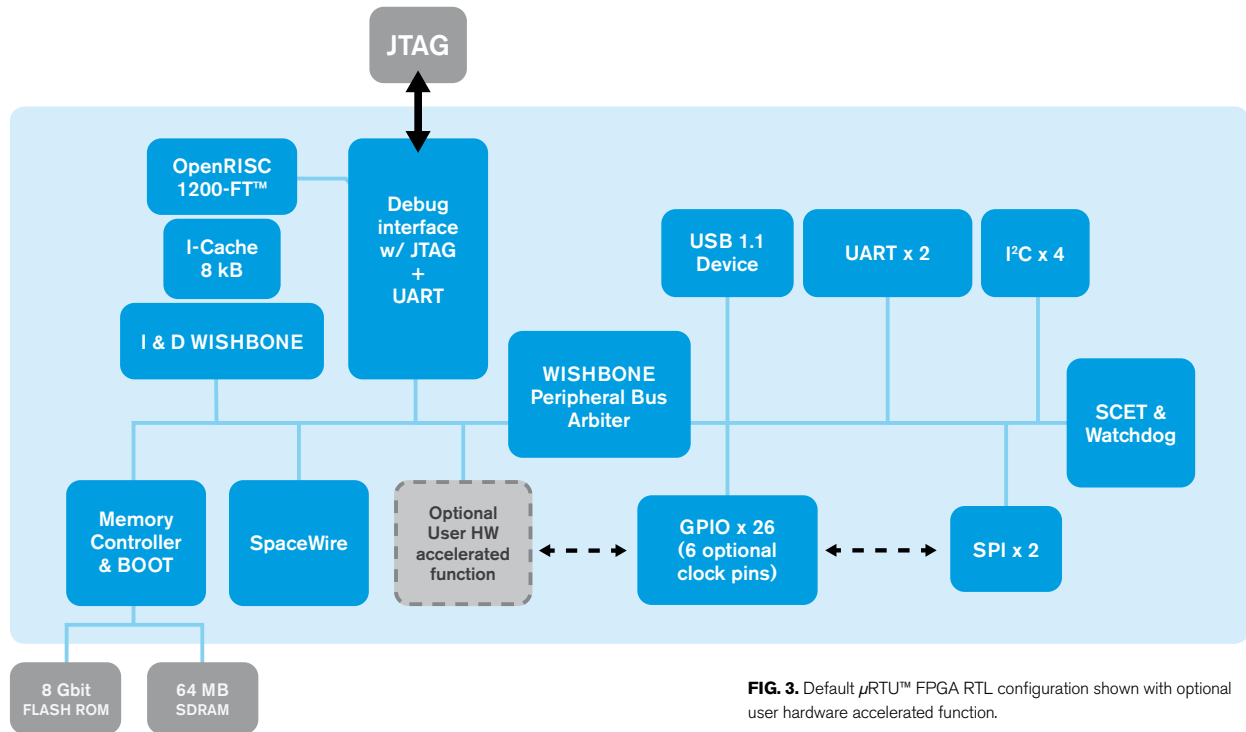 JTAG
OpenRISC
1200-FT™
I-Cache
8 kB
I & D WISHBONE
Debug
interface
w/ JTAG
+
UART
WISHBONE
Peripheral Bus
Arbiter
USB 1.1
Device
UART x 2
I²C x 4
SCET &
Watchdog
Memory
Controller
& BOOT
SpaceWire
Optional
User HW
accelerated
function
GPIO x 26
(6 optional
clock pins)
SPI x 2
8 Gbit
FLASH ROM
64 MB
SDRAM
FIG. 3. Default µRTU™ FPGA RTL configuration shown with optional
user hardware accelerated function.